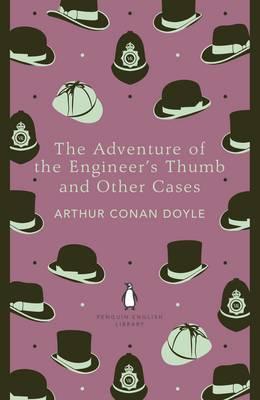 The Adventure of
the Engineer's Thumb
and Other Cases
ARTHUR CONAN DOYLE
PENGUIN ENGLISH
LIBRARY